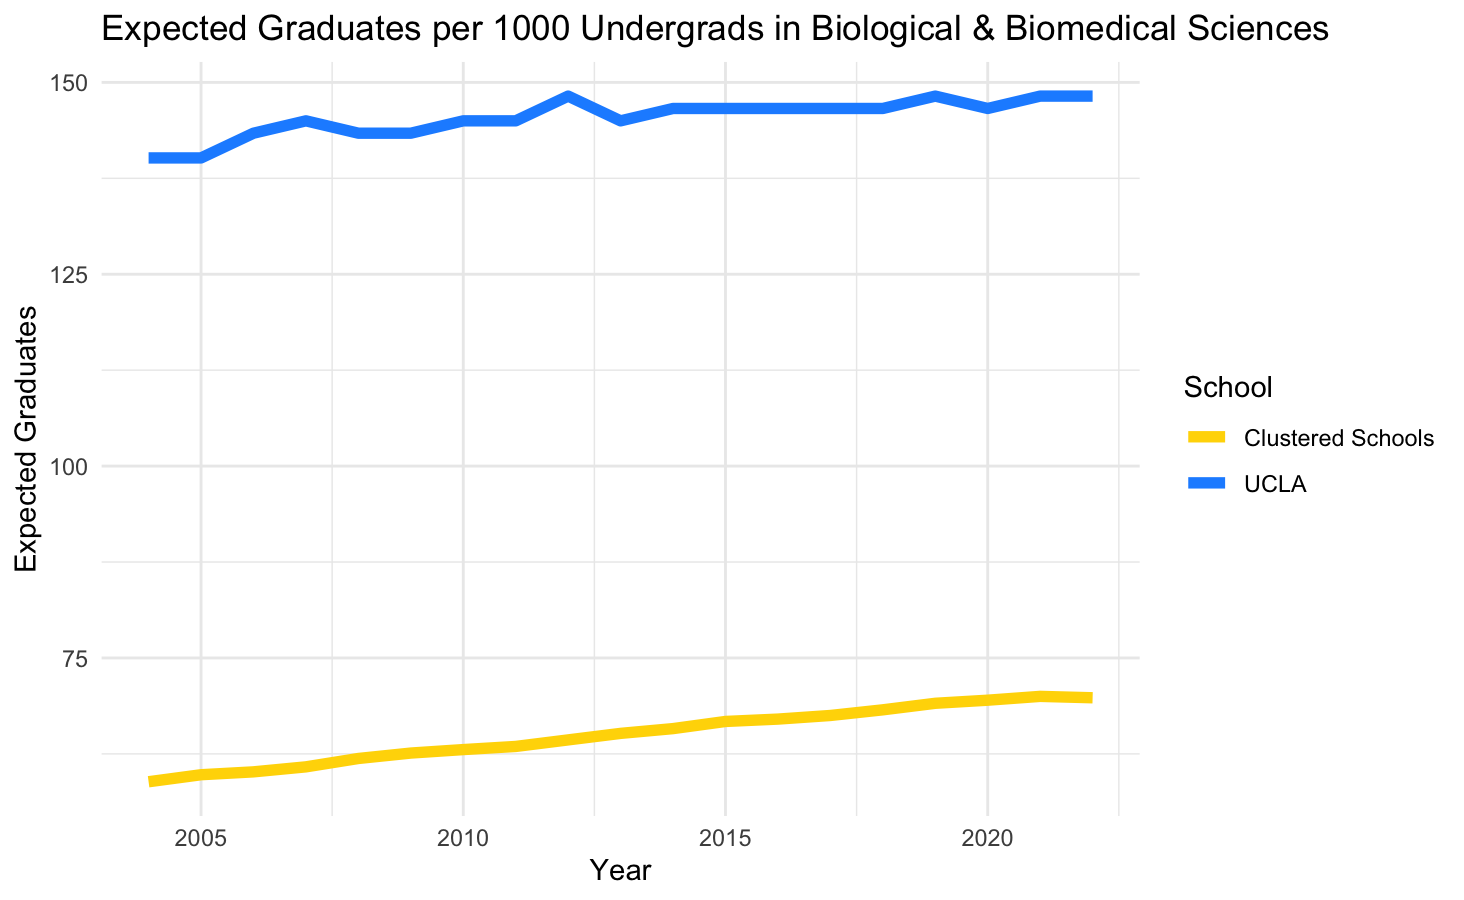 Expected Graduates per 1000 Undergrads in Biological & Biomedical Sciences
Expected Graduates
150
125
100
75
2005 2010 2015 2020
Year
School
Clustered Schools
UCLA